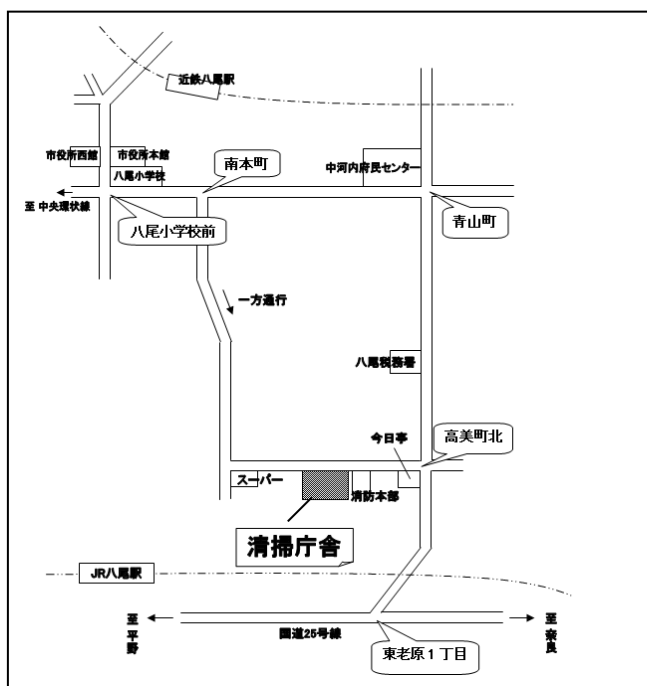 近鉄八尾駅
市役所西館
市役所本館
八尾小学校
南本町
中河内府民センター
至 中央環状線
八尾小学校前
青山町
一方通行
八尾税務署
今日亭
高美町北
スーパー
消防本部
清掃庁舎
JR八尾駅
至 平野
国道25号線
至 奈良
東老原1丁目